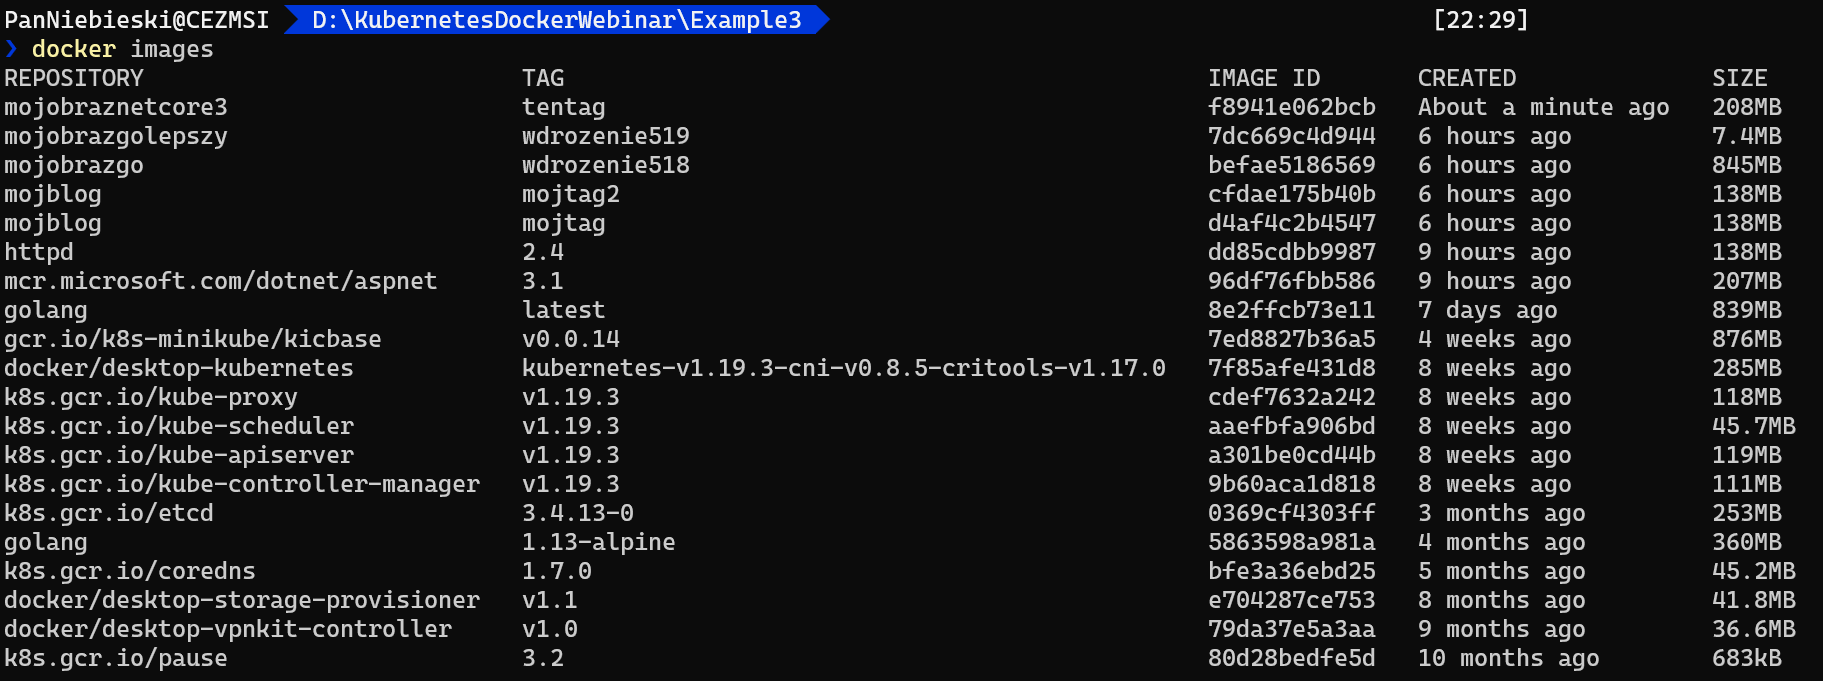 PanNiebieski@CEZMSI D:\KubernetesDockerWebinar\Example3 [22:29]
❯ docker images
REPOSITORY TAG IMAGE ID CREATED SIZE
mojobraznetcore3 tentag f8941e062bcb About a minute ago 208MB
mojobrazgolepszy wdrozenie519 7dc669c4d944 6 hours ago 7.4MB
mojobrazgo wdrozenie518 befae5186569 6 hours ago 845MB
mojblog mojtag2 cfdae175b40b 6 hours ago 138MB
mojblog mojtag d4af4c2b4547 6 hours ago 138MB
httpd 2.4 dd85cdbb9987 9 hours ago 138MB
mcr.microsoft.com/dotnet/aspnet 3.1 96df76fbb586 9 hours ago 207MB
golang latest 8e2ffcb73e11 7 days ago 839MB
gcr.io/k8s-minikube/kicbase v0.0.14 7ed8827b36a5 4 weeks ago 876MB
docker/desktop-kubernetes kubernetes-v1.19.3-cni-v0.8.5-critools-v1.17.0 7f85afe431d8 8 weeks ago 285MB
k8s.gcr.io/kube-proxy v1.19.3 cdef7632a242 8 weeks ago 118MB
k8s.gcr.io/kube-scheduler v1.19.3 aaefbfa906bd 8 weeks ago 45.7MB
k8s.gcr.io/kube-apiserver v1.19.3 a301be0cd44b 8 weeks ago 119MB
k8s.gcr.io/kube-controller-manager v1.19.3 9b60aca1d818 8 weeks ago 111MB
k8s.gcr.io/etcd 3.4.13-0 0369cf4303ff 3 months ago 253MB
golang 1.13-alpine 5863598a981a 4 months ago 360MB
k8s.gcr.io/coredns 1.7.0 bfe3a36ebd25 5 months ago 45.2MB
docker/desktop-storage-provisioner v1.1 e704287ce753 8 months ago 41.8MB
docker/desktop-vpnkit-controller v1.0 79da37e5a3aa 9 months ago 36.6MB
k8s.gcr.io/pause 3.2 80d28bedfe5d 10 months ago 683kB